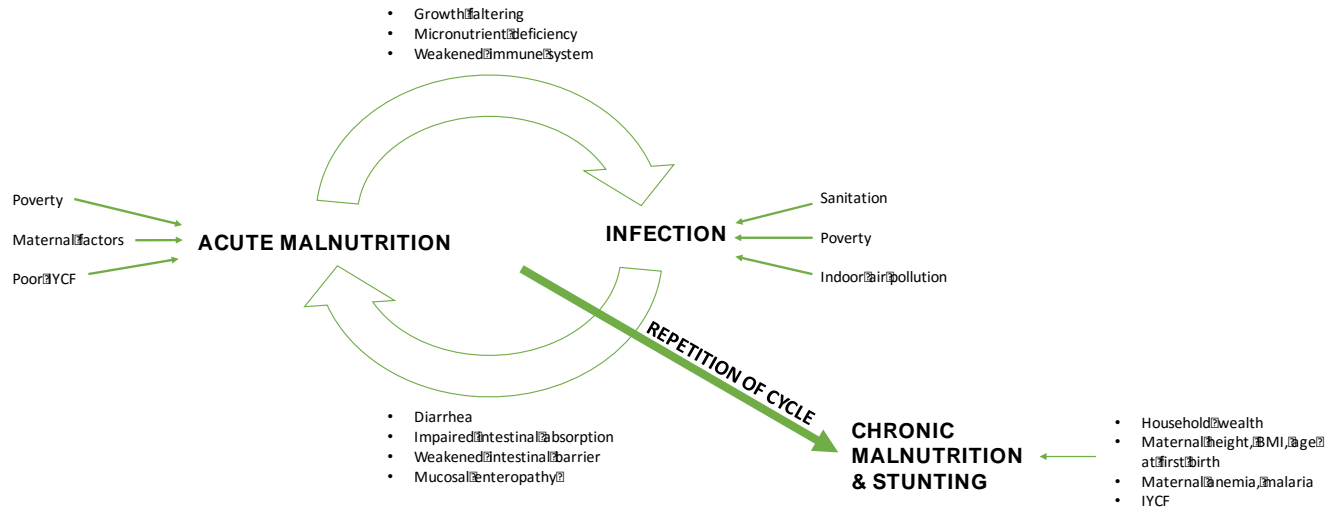 • Growth faltering
• Micronutrient deficiency
• Weakened immune system
Poverty
Maternal factors
Poor IYCF
ACUTE MALNUTRITION
INFECTION
Sanitation
Poverty
Indoor air pollution
REPETITION OF CYCLE
• Diarrhea
• Impaired intestinal absorption
• Weakened intestinal barrier
• Mucosal enteropathy
CHRONIC
MALNUTRITION
& STUNTING
• Household wealth
• Maternal height, BMI, age
at first birth
• Maternal anemia, malaria
• IYCF